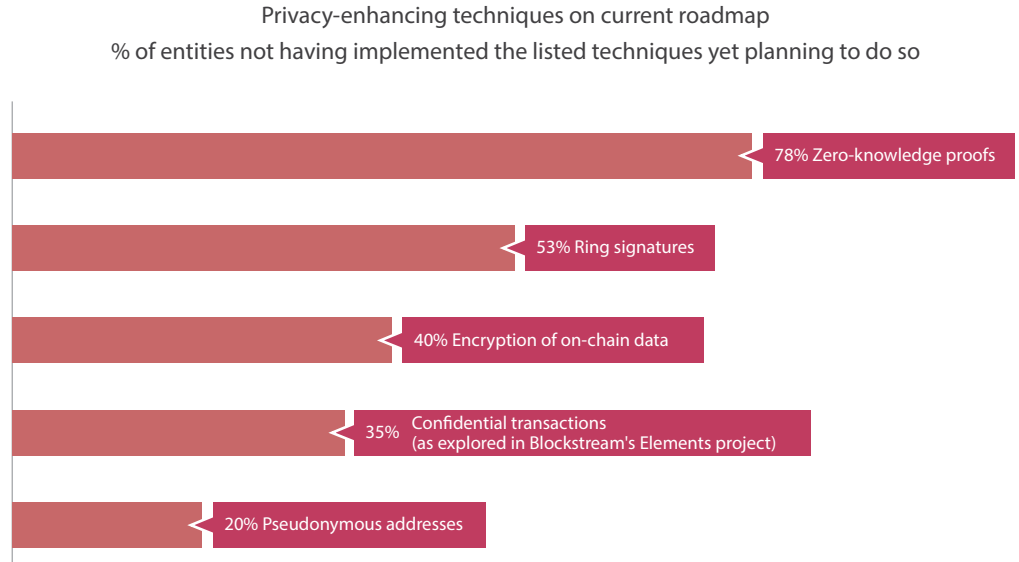 Privacy-enhancing techniques on current roadmap
% of entities not having implemented the listed techniques yet planning to do so
78% Zero-knowledge proofs
53% Ring signatures
40% Encryption of on-chain data
35% Confidential transactions
(as explored in Blockstream's Elements project)
20% Pseudonymous addresses